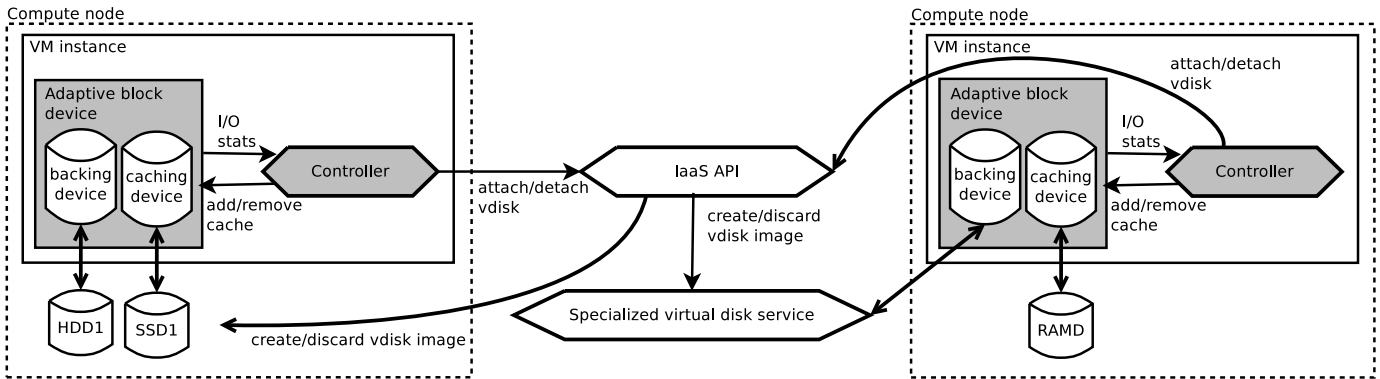 Compute node
VM instance
Adaptive block
device
backing
device
caching
device
I/O
stats
Controller
add/remove
cache
HDD1
SSD1
create/discard vdisk image
attach/detach
vdisk
IaaS API
create/discard
vdisk image
Specialized virtual disk service
Compute node
VM instance
attach/detach
vdisk
Adaptive block
device
backing
device
caching
device
I/O
stats
Controller
add/remove
cache
RAMD